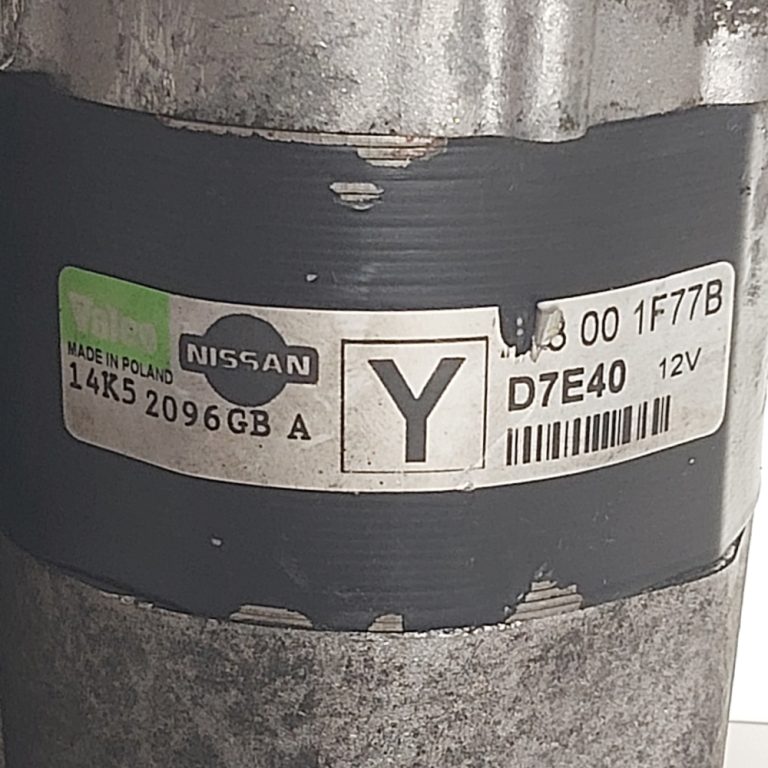 Valeo
MADE IN POLAND
14K5 2096GB A
NISSAN
Y
00 1F77B
D7E40 12V